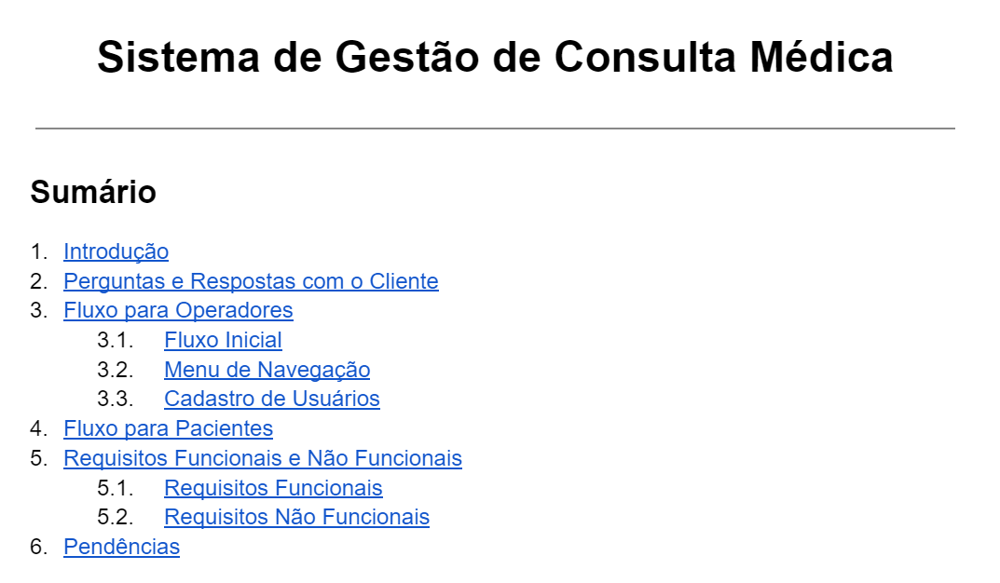 Sistema de Gestão de Consulta Médica
Sumário
1. Introdução
2. Perguntas e Respostas com o Cliente
3. Fluxo para Operadores
3.1. Fluxo Inicial
3.2. Menu de Navegação
3.3. Cadastro de Usuários
4. Fluxo para Pacientes
5. Requisitos Funcionais e Não Funcionais
5.1. Requisitos Funcionais
5.2. Requisitos Não Funcionais
6. Pendências